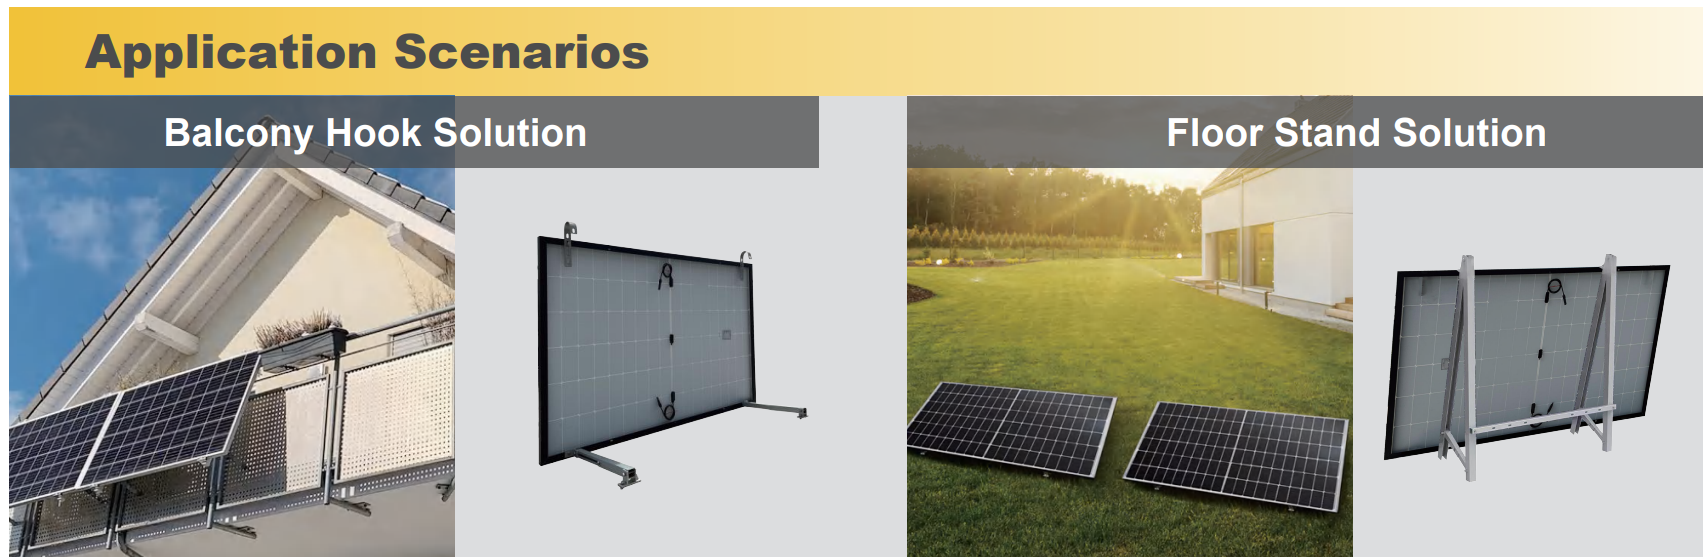 Application Scenarios
Balcony Hook Solution
Floor Stand Solution